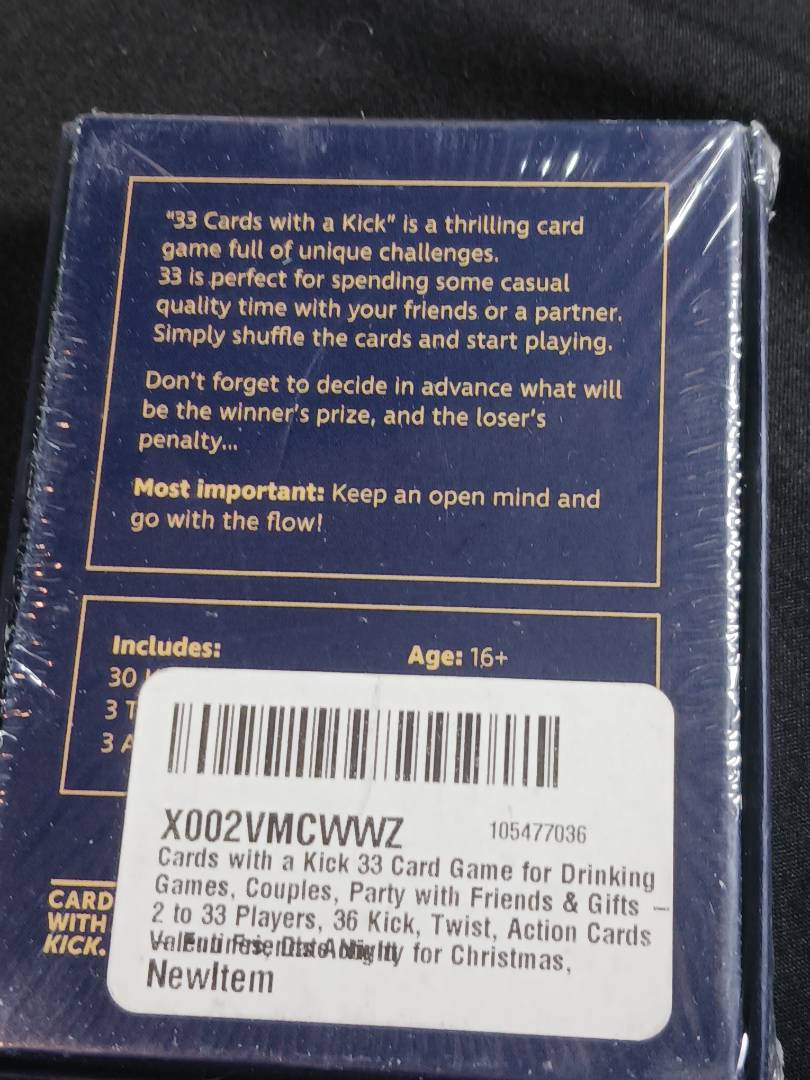 "33 Cards with a Kick" is a thrilling card
game full of unique challenges.
33 is perfect for spending some casual
quality time with your friends or a partner.
Simply shuffle the cards and start playing.
Don't forget to decide in advance what will
be the winner's prize, and the loser's
penalty...
Most important: Keep an open mind and
go with the flow!
Includes:
Age: 16+
30
3
3
X002VMCWWZ
105477036
Cards with a Kick 33 Card Game for Drinking
Games, Couples, Party with Friends & Gifts –
2 to 33 Players, 36 Kick, Twist, Action Cards
for Christmas,
NewItem
CARD
WITH
KICK.